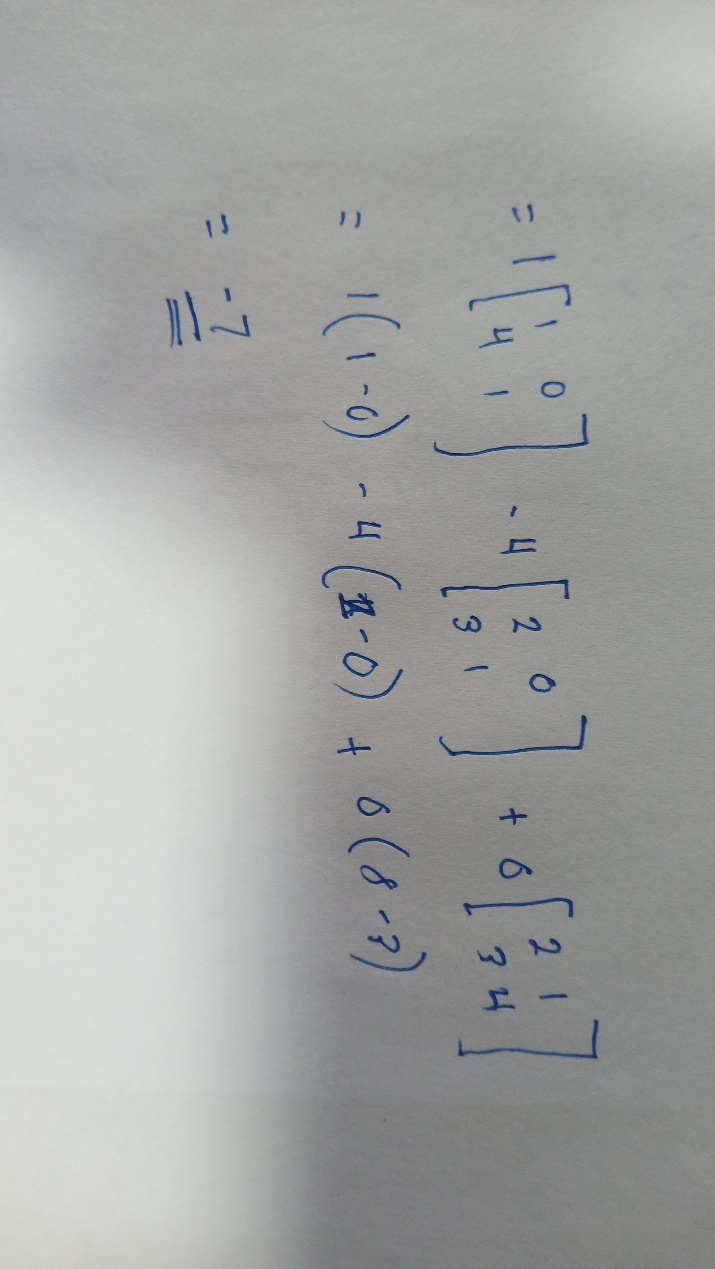 = 1 [1 0
4 1] - 4 [2 0
3 1] + 6 [2 1
3 4]
= 1(1-0) - 4(2-0) + 6(8-3)
= -7